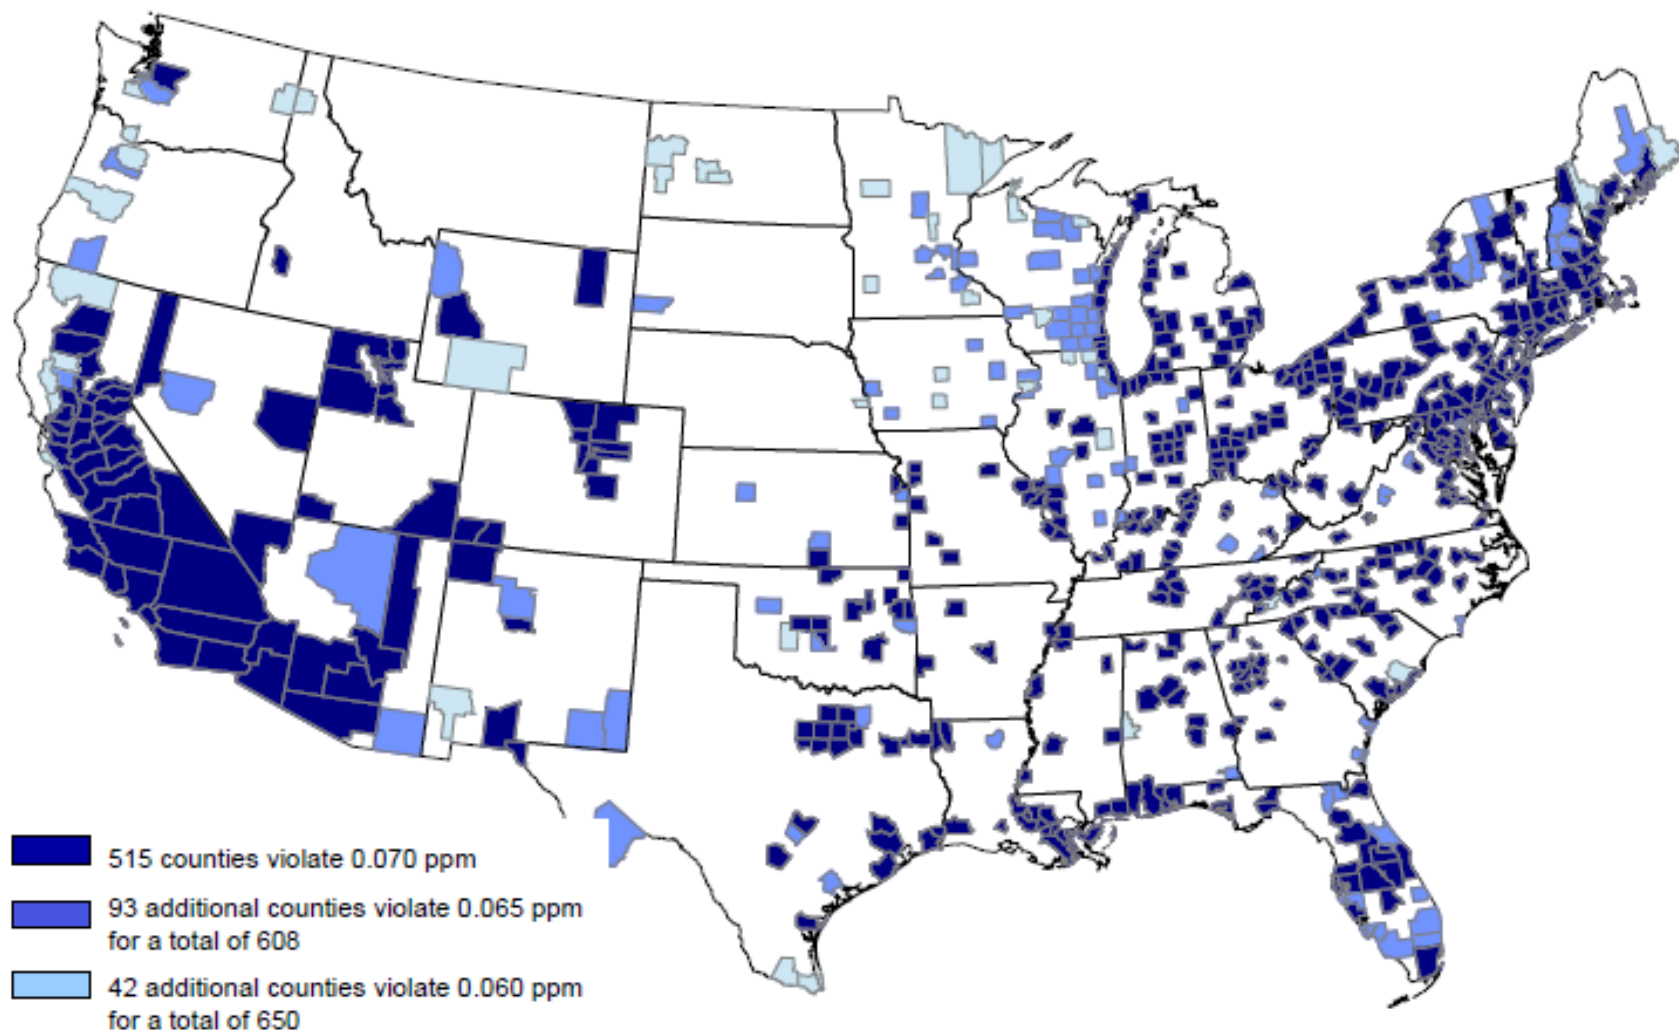 515 counties violate 0.070 ppm
93 additional counties violate 0.065 ppm
for a total of 608
42 additional counties violate 0.060 ppm
for a total of 650